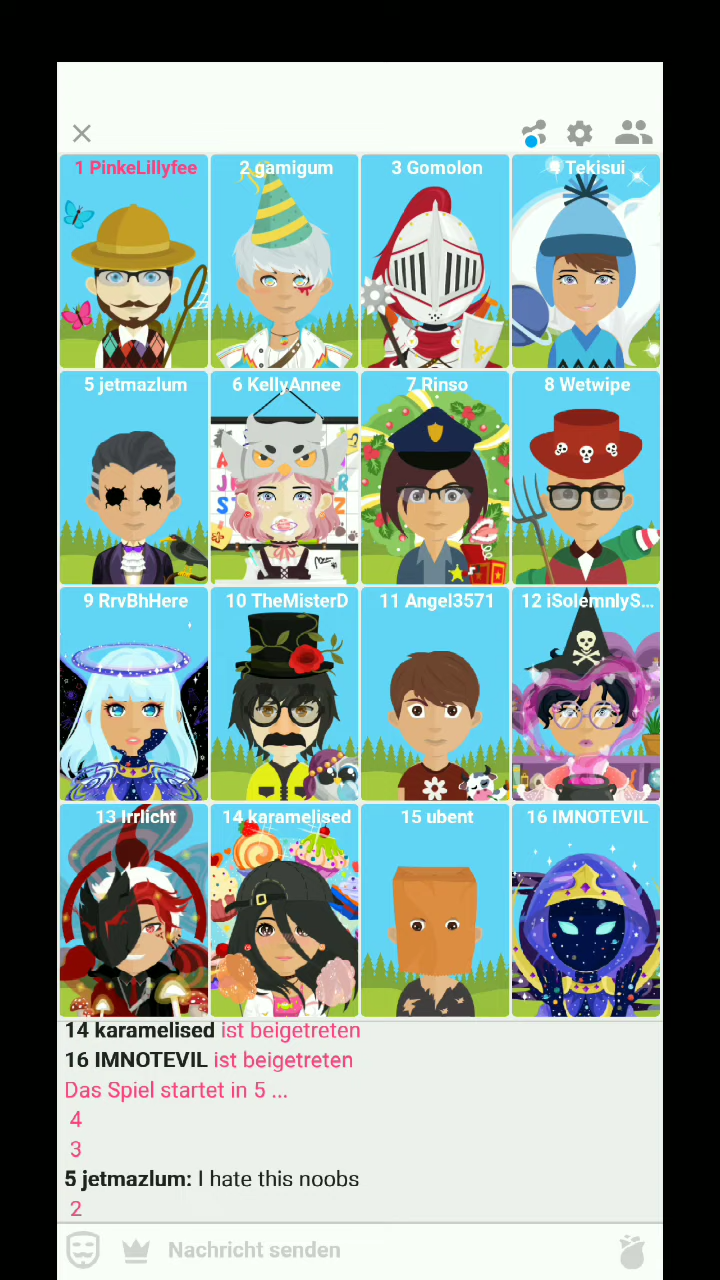 1 PinkeLillyfee
2 gamigum
3 Gomolon
4 Tekisui
5 jetmazlum
6 KellyAnnee
7 Rinso
8 Wetwipe
9 RrvBhHere
10 TheMisterD
11 Angel3571
12 iSolemnlyS...
13 Irrlicht
14 karamelised
15 ubent
16 IMNOTEVIL
14 karamelised ist beigetreten
16 IMNOTEVIL ist beigetreten
Das Spiel startet in 5 ...
4
3
5 jetmazlum: I hate this noobs
2
Nachricht senden